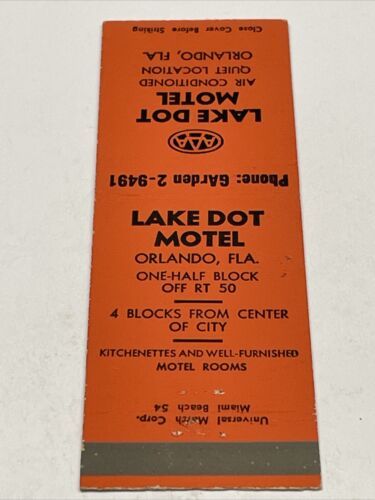 Close Cover Before Striking
LAKE DOT
MOTEL
AIR CONDITIONED
QUIET LOCATION
ORLANDO, FLA.
AAA
Phone: GArden 2-9491
LAKE DOT
MOTEL
ORLANDO, FLA.
ONE-HALF BLOCK
OFF RT 50
4 BLOCKS FROM CENTER
OF CITY
KITCHENETTES AND WELL-FURNISHED
MOTEL ROOMS
Universal Match Corp.
Miami Beach 54